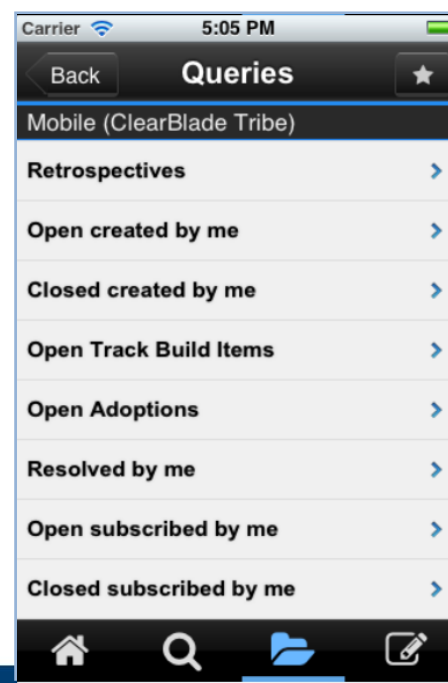 Carrier 5:05 PM
Back Queries
Mobile (ClearBlade Tribe)
Retrospectives
Open created by me
Closed created by me
Open Track Build Items
Open Adoptions
Resolved by me
Open subscribed by me
Closed subscribed by me